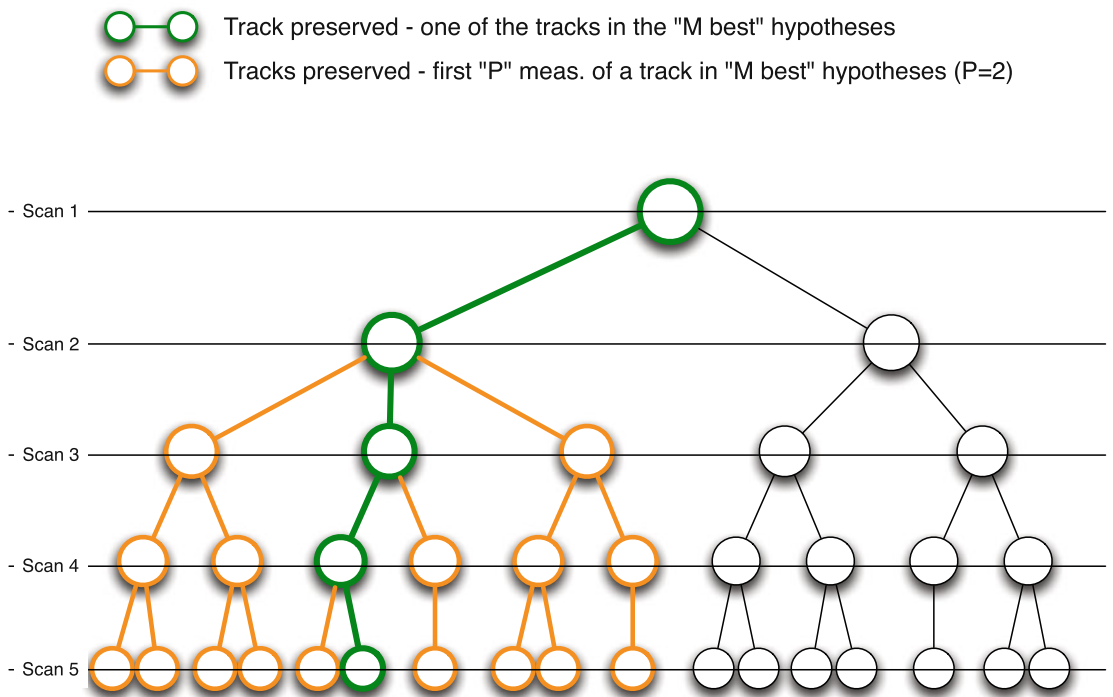 Track preserved - one of the tracks in the "M best" hypotheses
Tracks preserved - first "P" meas. of a track in "M best" hypotheses (P=2)
- Scan 1
- Scan 2
- Scan 3
- Scan 4
- Scan 5